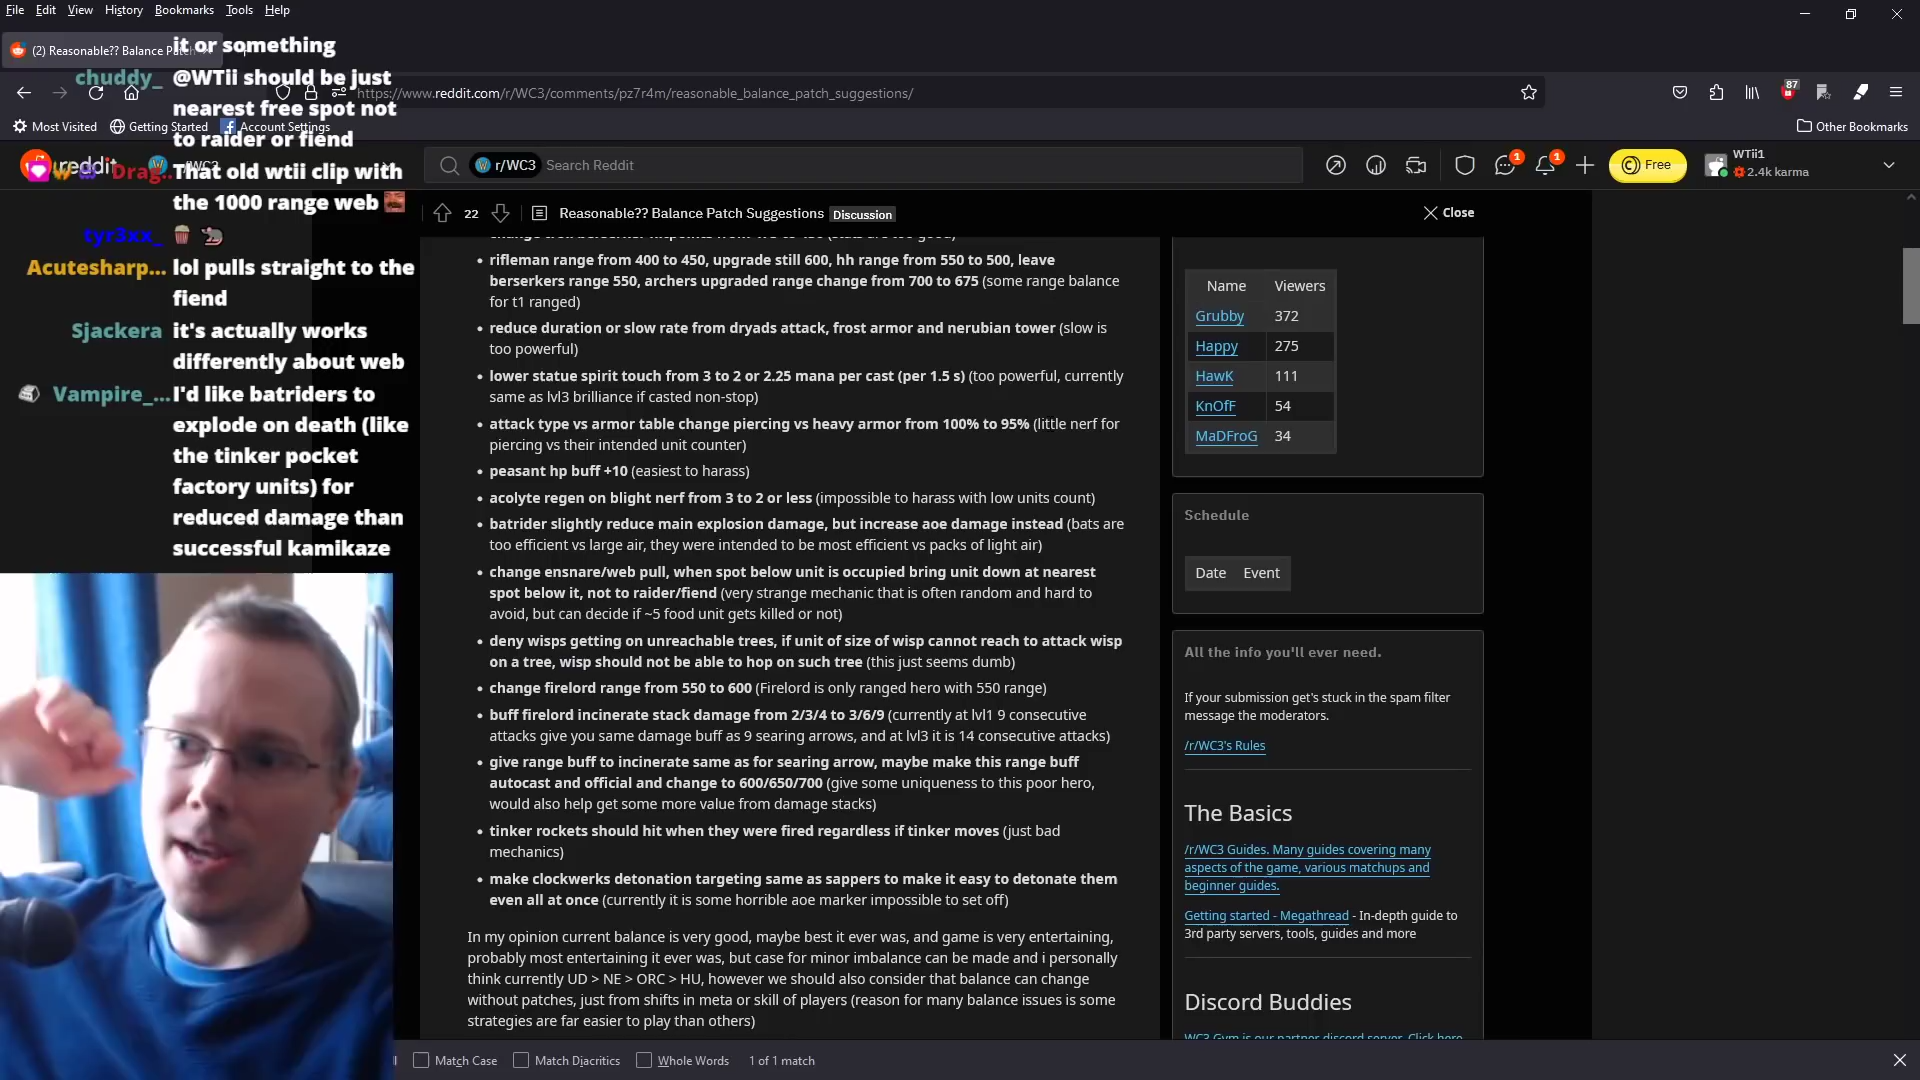 File Edit View History Bookmarks Tools Help
(2) Reasonable?? Balance Patch
https://www.reddit.com/r/WC3/comments/pz7r4m/reasonable_balance_patch_suggestions/
87
Most Visited Getting Started Account Settings
Other Bookmarks
reddit
r/WC3 Search Reddit
1
1
Free
WTii1
2.4k karma
it or something
chuddy_ @WTii should be just
nearest free spot not
to raider or fiend
Drag.. That old wtii clip with
the 1000 range web
tyr3xx_
Acutesharp... lol pulls straight to the
fiend
Sjackera it's actually works
differently about web
Vampire_... I'd like batriders to
explode on death (like
the tinker pocket
factory units) for
reduced damage than
successful kamikaze
22 Reasonable?? Balance Patch Suggestions Discussion
Close
rifleman range from 400 to 450, upgrade still 600, hh range from 550 to 500, leave
berserkers range 550, archers upgraded range change from 700 to 675 (some range balance
for t1 ranged)
reduce duration or slow rate from dryads attack, frost armor and nerubian tower (slow is
too powerful)
lower statue spirit touch from 3 to 2 or 2.25 mana per cast (per 1.5 s) (too powerful, currently
same as lvl3 brilliance if casted non-stop)
attack type vs armor table change piercing vs heavy armor from 100% to 95% (little nerf for
piercing vs their intended unit counter)
peasant hp buff +10 (easiest to harass)
acolyte regen on blight nerf from 3 to 2 or less (impossible to harass with low units count)
batrider slightly reduce main explosion damage, but increase aoe damage instead (bats are
too efficient vs large air, they were intended to be most efficient vs packs of light air)
change ensnare/web pull, when spot below unit is occupied bring unit down at nearest
spot below it, not to raider/fiend (very strange mechanic that is often random and hard to
avoid, but can decide if ~5 food unit gets killed or not)
deny wisps getting on unreachable trees, if unit of size of wisp cannot reach to attack wisp
on a tree, wisp should not be able to hop on such tree (this just seems dumb)
change firelord range from 550 to 600 (Firelord is only ranged hero with 550 range)
buff firelord incinerate stack damage from 2/3/4 to 3/6/9 (currently at lvl1 9 consecutive
attacks give you same damage buff as 9 searing arrows, and at lvl3 it is 14 consecutive attacks)
give range buff to incinerate same as for searing arrow, maybe make this range buff
autocast and official and change to 600/650/700 (give some uniqueness to this poor hero,
would also help get some more value from damage stacks)
tinker rockets should hit when they were fired regardless if tinker moves (just bad
mechanics)
make clockwerks detonation targeting same as sappers to make it easy to detonate them
even all at once (currently it is some horrible aoe marker impossible to set off)
In my opinion current balance is very good, maybe best it ever was, and game is very entertaining,
probably most entertaining it ever was, but case for minor imbalance can be made and i personally
think currently UD > NE > ORC > HU, however we should also consider that balance can change
without patches, just from shifts in meta or skill of players (reason for many balance issues is some
strategies are far easier to play than others)
Name Viewers
Grubby 372
Happy 275
HawK 111
KnOfF 54
MaDFroG 34
Schedule
Date Event
All the info you'll ever need.
If your submission get's stuck in the spam filter
message the moderators.
/r/WC3's Rules
The Basics
/r/WC3 Guides. Many guides covering many
aspects of the game, various matchups and
beginner guides.
Getting started - Megathread - In-depth guide to
3rd party servers, tools, guides and more
Discord Buddies
WC3 Gym is our partner discord server. Click here
Match Case Match Diacritics Whole Words 1 of 1 match